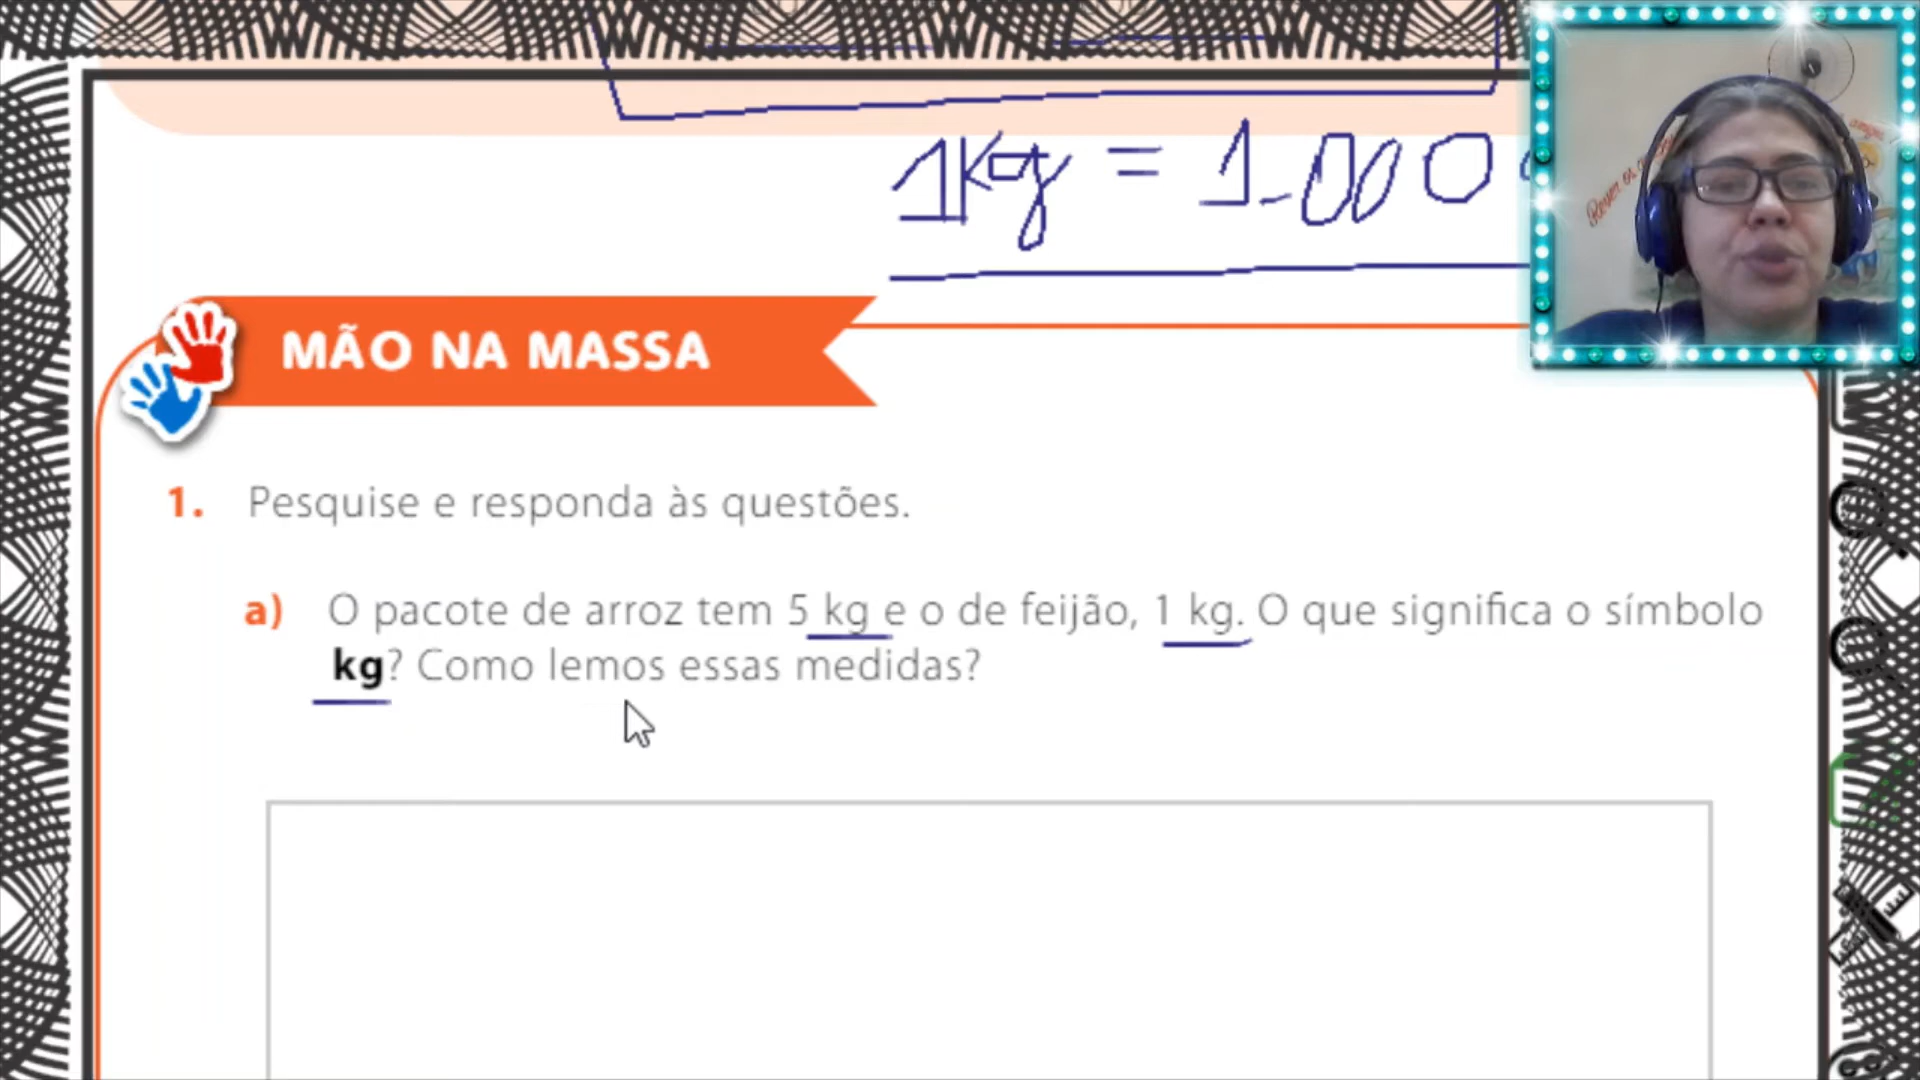 1kg = 1.000
MÃO NA MASSA
1. Pesquise e responda às questões.
a) O pacote de arroz tem 5 kg e o de feijão, 1 kg. O que significa o símbolo
kg? Como lemos essas medidas?